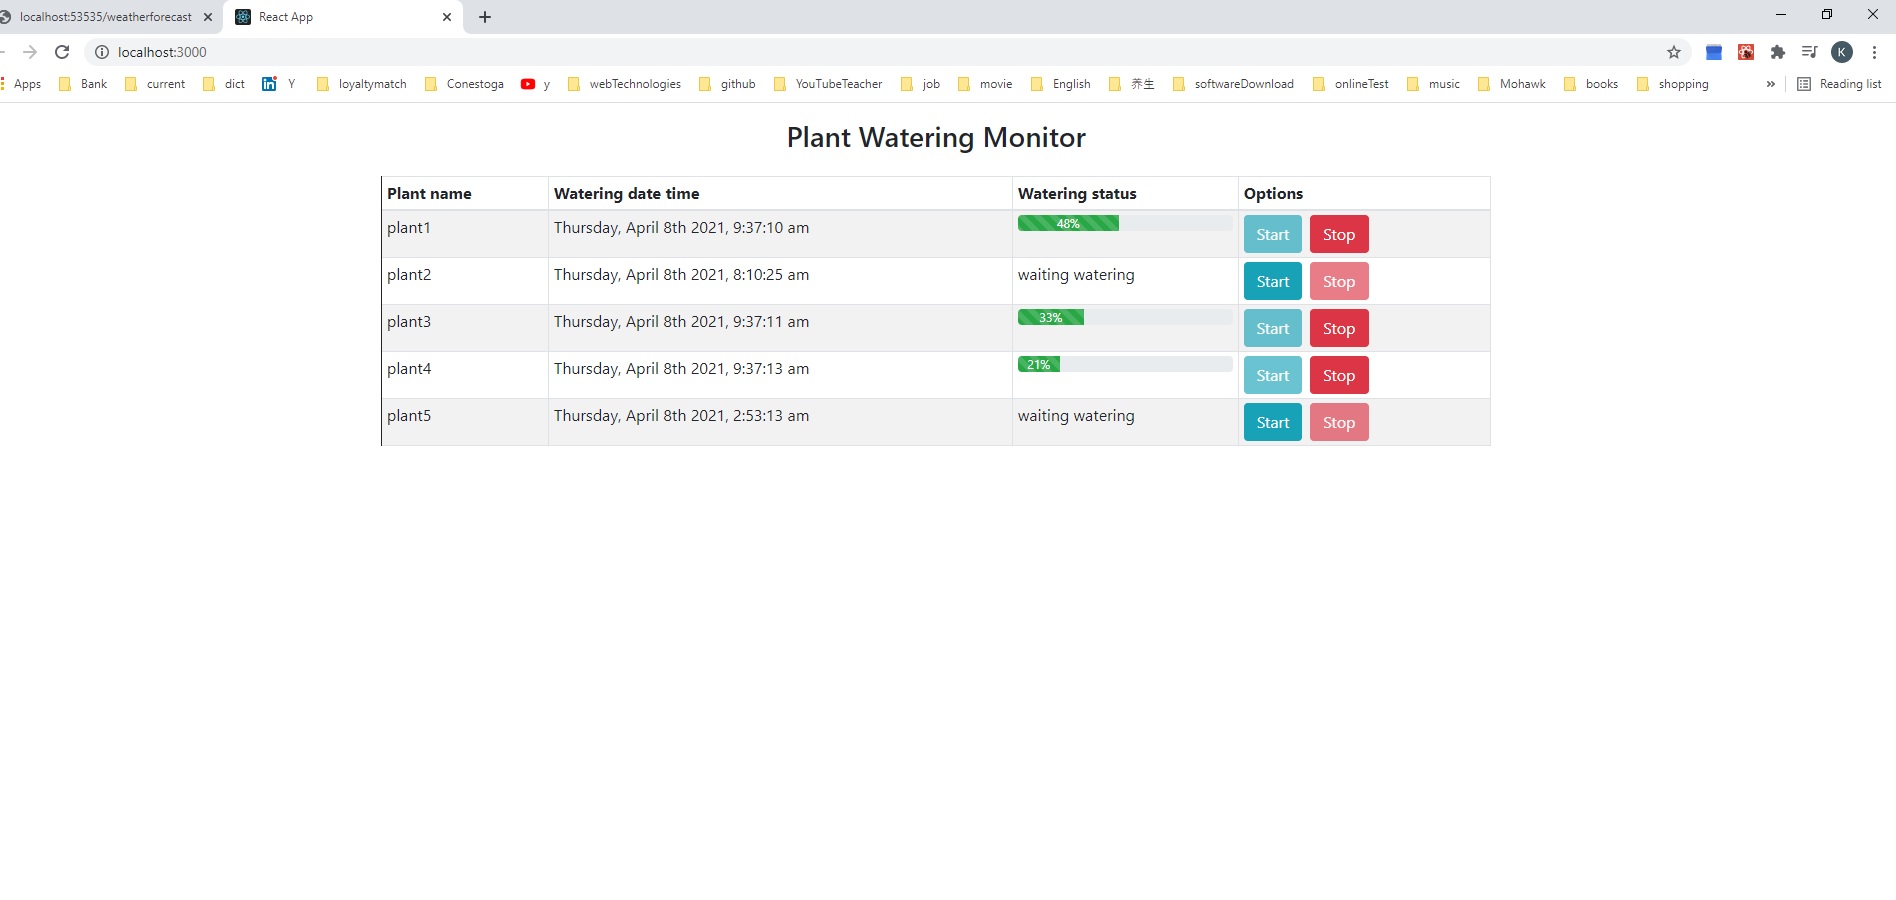 localhost:53535/weatherforecast React App
localhost:3000 K
Apps Bank current dict Y loyaltymatch Conestoga y webTechnologies github YouTubeTeacher job movie English 养生 softwareDownload onlineTest music Mohawk books shopping » Reading list
Plant Watering Monitor
Plant name Watering date time Watering status Options
plant1 Thursday, April 8th 2021, 9:37:10 am 48% Start Stop
plant2 Thursday, April 8th 2021, 8:10:25 am waiting watering Start Stop
plant3 Thursday, April 8th 2021, 9:37:11 am 33% Start Stop
plant4 Thursday, April 8th 2021, 9:37:13 am 21% Start Stop
plant5 Thursday, April 8th 2021, 2:53:13 am waiting watering Start Stop